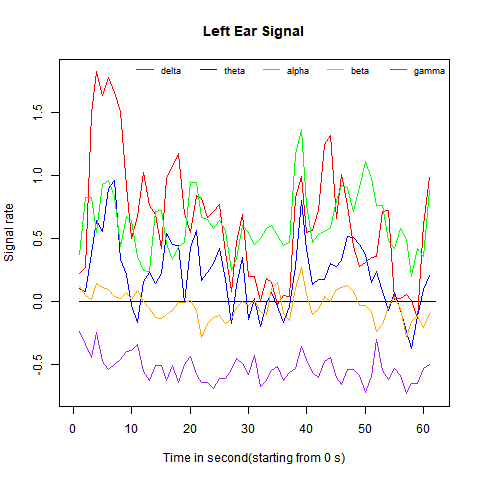 Left Ear Signal
delta theta alpha beta gamma
Signal rate
1.5
1.0
0.5
0.0
-0.5
0 10 20 30 40 50 60
Time in second(starting from 0 s)